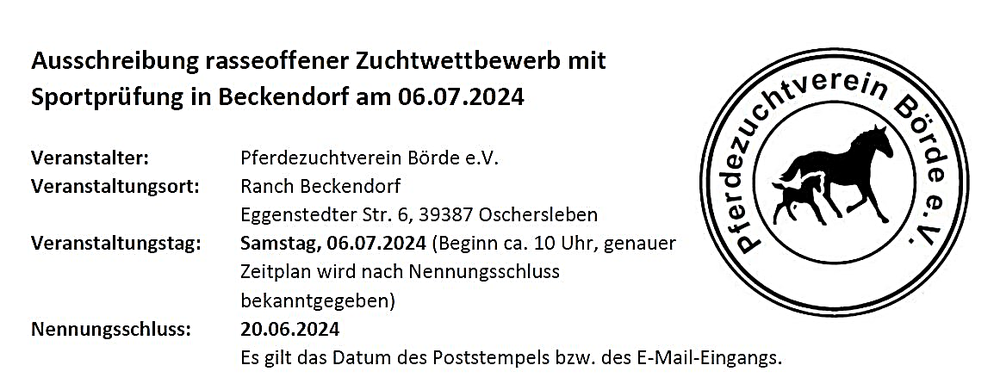 Ausschreibung rasseoffener Zuchtwettbewerb mit
Sportprüfung in Beckendorf am 06.07.2024
Pferdezuchtverein Börde e.V.
Veranstalter: Pferdezuchtverein Börde e.V.
Veranstaltungsort: Ranch Beckendorf
Eggenstedter Str. 6, 39387 Oschersleben
Veranstaltungstag: Samstag, 06.07.2024 (Beginn ca. 10 Uhr, genauer
Zeitplan wird nach Nennungsschluss
bekanntgegeben)
Nennungsschluss: 20.06.2024
Es gilt das Datum des Poststempels bzw. des E-Mail-Eingangs.